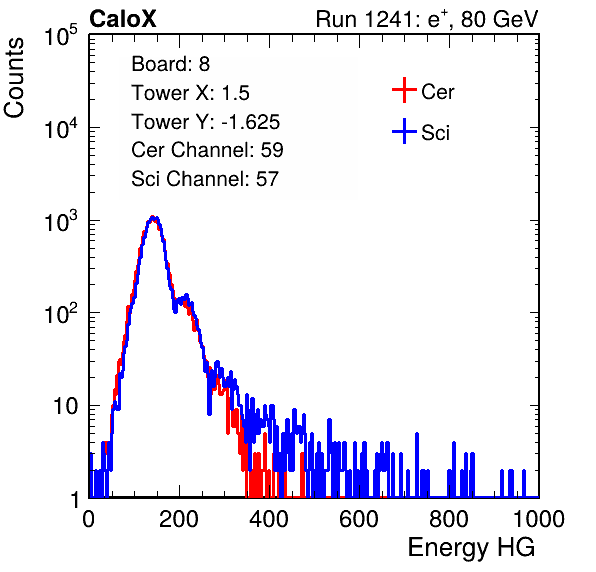 CaloX Run 1241: e⁺, 80 GeV
Counts
Board: 8
Tower X: 1.5
Tower Y: -1.625
Cer Channel: 59
Sci Channel: 57
Cer
Sci
10⁵
10⁴
10³
10²
10
1
0 200 400 600 800 1000
Energy HG